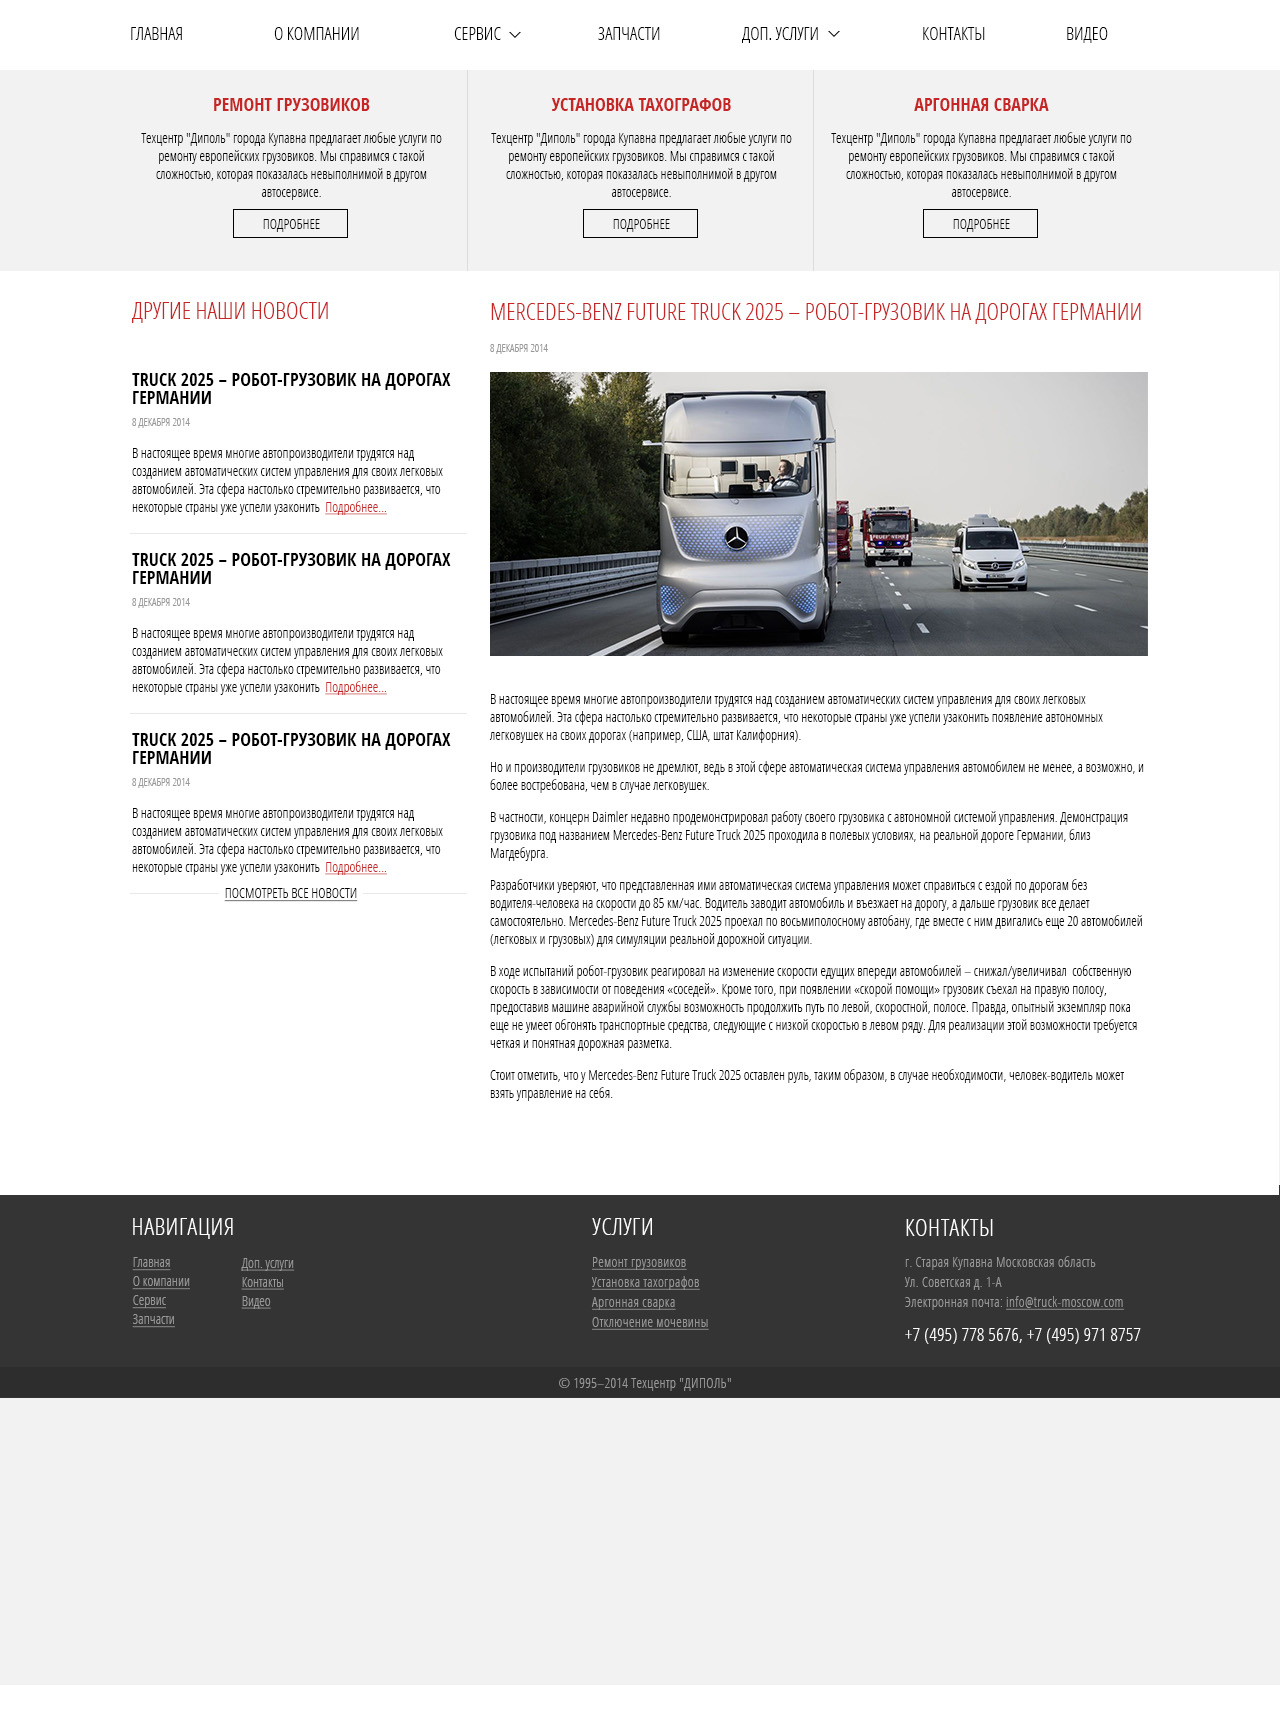 ГЛАВНАЯ
О КОМПАНИИ
СЕРВИС
ЗАПЧАСТИ
ДОП. УСЛУГИ
КОНТАКТЫ
ВИДЕО
РЕМОНТ ГРУЗОВИКОВ
Техцентр "Диполь" города Купавна предлагает любые услуги по
ремонту европейских грузовиков. Мы справимся с такой
сложностью, которая показалась невыполнимой в другом
автосервисе.
ПОДРОБНЕЕ
УСТАНОВКА ТАХОГРАФОВ
Техцентр "Диполь" города Купавна предлагает любые услуги по
ремонту европейских грузовиков. Мы справимся с такой
сложностью, которая показалась невыполнимой в другом
автосервисе.
ПОДРОБНЕЕ
АРГОННАЯ СВАРКА
Техцентр "Диполь" города Купавна предлагает любые услуги по
ремонту европейских грузовиков. Мы справимся с такой
сложностью, которая показалась невыполнимой в другом
автосервисе.
ПОДРОБНЕЕ
ДРУГИЕ НАШИ НОВОСТИ
TRUCK 2025 – РОБОТ-ГРУЗОВИК НА ДОРОГАХ
ГЕРМАНИИ
8 ДЕКАБРЯ 2014
В настоящее время многие автопроизводители трудятся над
созданием автоматических систем управления для своих легковых
автомобилей. Эта сфера настолько стремительно развивается, что
некоторые страны уже успели узаконить Подробнее...
TRUCK 2025 – РОБОТ-ГРУЗОВИК НА ДОРОГАХ
ГЕРМАНИИ
8 ДЕКАБРЯ 2014
В настоящее время многие автопроизводители трудятся над
созданием автоматических систем управления для своих легковых
автомобилей. Эта сфера настолько стремительно развивается, что
некоторые страны уже успели узаконить Подробнее...
TRUCK 2025 – РОБОТ-ГРУЗОВИК НА ДОРОГАХ
ГЕРМАНИИ
8 ДЕКАБРЯ 2014
В настоящее время многие автопроизводители трудятся над
созданием автоматических систем управления для своих легковых
автомобилей. Эта сфера настолько стремительно развивается, что
некоторые страны уже успели узаконить Подробнее...
ПОСМОТРЕТЬ ВСЕ НОВОСТИ
MERCEDES-BENZ FUTURE TRUCK 2025 – РОБОТ-ГРУЗОВИК НА ДОРОГАХ ГЕРМАНИИ
8 ДЕКАБРЯ 2014
FEUERWEHR
В настоящее время многие автопроизводители трудятся над созданием автоматических систем управления для своих легковых
автомобилей. Эта сфера настолько стремительно развивается, что некоторые страны уже успели узаконить появление автономных
легковушек на своих дорогах (например, США, штат Калифорния).
Но и производители грузовиков не дремлют, ведь в этой сфере автоматическая система управления автомобилем не менее, а возможно, и
более востребована, чем в случае легковушек.
В частности, концерн Daimler недавно продемонстрировал работу своего грузовика с автономной системой управления. Демонстрация
грузовика под названием Mercedes-Benz Future Truck 2025 проходила в полевых условиях, на реальной дороге Германии, близ
Магдебурга.
Разработчики уверяют, что представленная ими автоматическая система управления может справиться с ездой по дорогам без
водителя-человека на скорости до 85 км/час. Водитель заводит автомобиль и въезжает на дорогу, а дальше грузовик все делает
самостоятельно. Mercedes-Benz Future Truck 2025 проехал по восьмиполосному автобану, где вместе с ним двигались еще 20 автомобилей
(легковых и грузовых) для симуляции реальной дорожной ситуации.
В ходе испытаний робот-грузовик реагировал на изменение скорости едущих впереди автомобилей – снижал/увеличивал собственную
скорость в зависимости от поведения «соседей». Кроме того, при появлении «скорой помощи» грузовик съехал на правую полосу,
предоставив машине аварийной службы возможность продолжить путь по левой, скоростной, полосе. Правда, опытный экземпляр пока
еще не умеет обгонять транспортные средства, следующие с низкой скоростью в левом ряду. Для реализации этой возможности требуется
четкая и понятная дорожная разметка.
Стоит отметить, что у Mercedes-Benz Future Truck 2025 оставлен руль, таким образом, в случае необходимости, человек-водитель может
взять управление на себя.
НАВИГАЦИЯ
Главная
О компании
Сервис
Запчасти
Доп. услуги
Контакты
Видео
УСЛУГИ
Ремонт грузовиков
Установка тахографов
Аргонная сварка
Отключение мочевины
КОНТАКТЫ
г. Старая Купавна Московская область
Ул. Советская д. 1-А
Электронная почта: info@truck-moscow.com
+7 (495) 778 5676, +7 (495) 971 8757
© 1995–2014 Техцентр "ДИПОЛЬ"